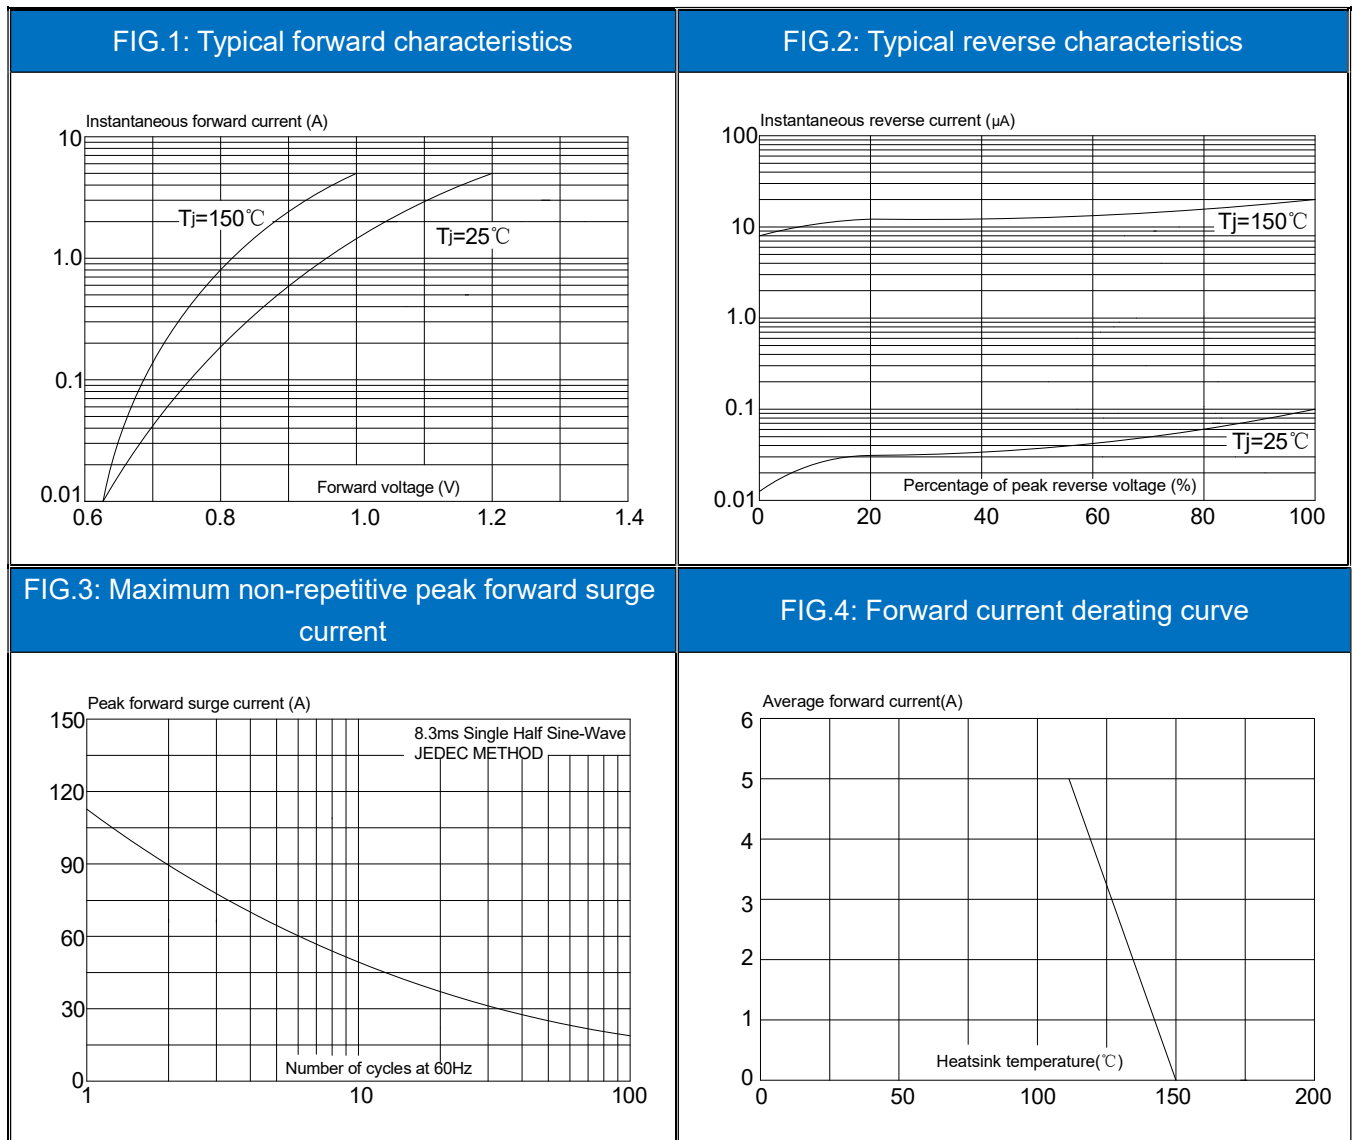 FIG.1: Typical forward characteristics
Instantaneous forward current (A)
10
1.0
0.1
0.01
Tj=150℃
Tj=25℃
Forward voltage (V)
0.6 0.8 1.0 1.2 1.4
FIG.2: Typical reverse characteristics
Instantaneous reverse current (μA)
100
10
1.0
0.1
0.01
Tj=150℃
Tj=25℃
Percentage of peak reverse voltage (%)
0 20 40 60 80 100
FIG.3: Maximum non-repetitive peak forward surge
current
Peak forward surge current (A)
150
120
90
60
30
0
8.3ms Single Half Sine-Wave
JEDEC METHOD
Number of cycles at 60Hz
1 10 100
FIG.4: Forward current derating curve
Average forward current(A)
6
5
4
3
2
1
0
Heatsink temperature(℃)
0 50 100 150 200